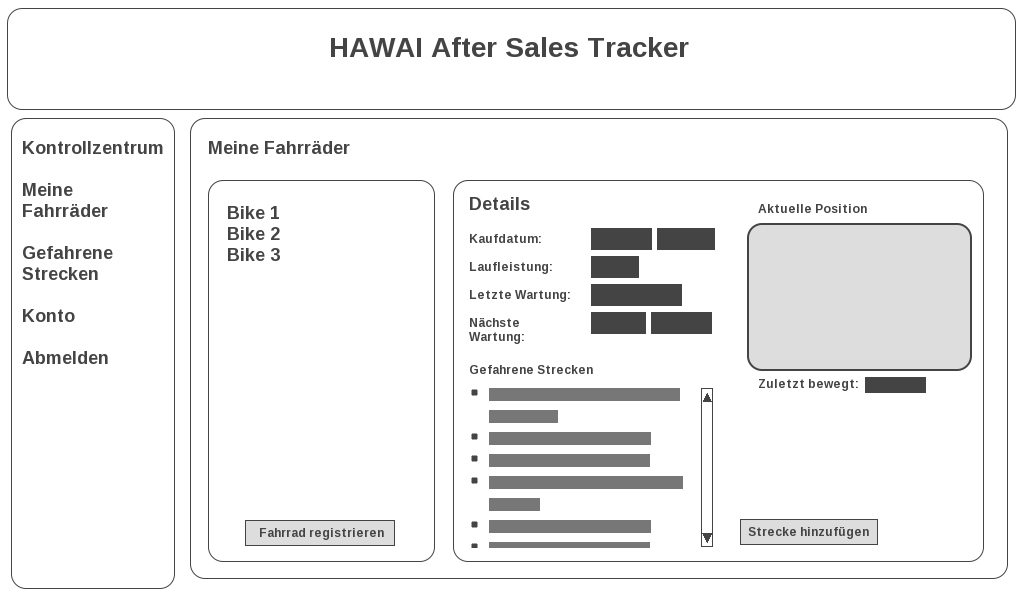 HAWAI After Sales Tracker
Kontrollzentrum
Meine
Fahrräder
Gefahrene
Strecken
Konto
Abmelden
Meine Fahrräder
Bike 1
Bike 2
Bike 3
Fahrrad registrieren
Details
Kaufdatum:
Laufleistung:
Letzte Wartung:
Nächste
Wartung:
Gefahrene Strecken
Aktuelle Position
Zuletzt bewegt:
Strecke hinzufügen